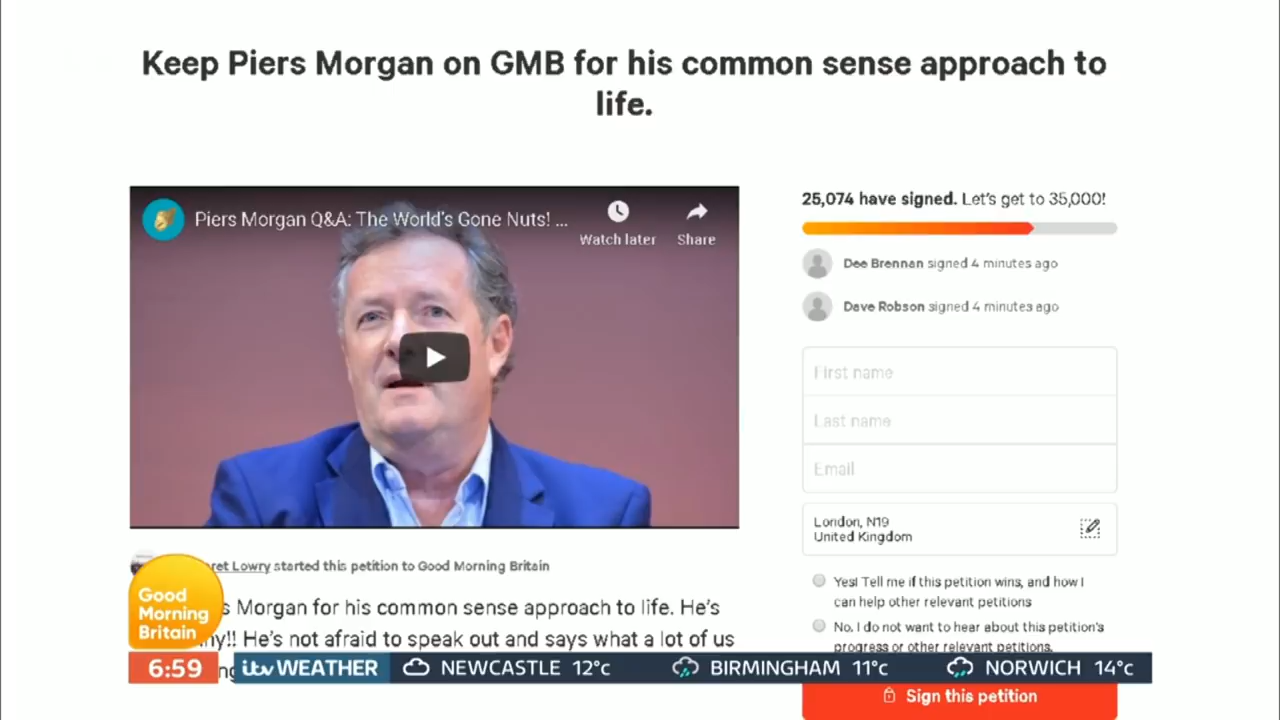 Keep Piers Morgan on GMB for his common sense approach to
life.
Piers Morgan Q&A: The World's Gone Nuts! ...
Watch later
Share
25,074 have signed. Let's get to 35,000!
Dee Brennan signed 4 minutes ago
Dave Robson signed 4 minutes ago
First name
Last name
Email
London, N19
United Kingdom
Yes! Tell me if this petition wins, and how I
can help other relevant petitions
No, I do not want to hear about this petition's
progress or other relevant petitions.
Sign this petition
Lowry started this petition to Good Morning Britain
Morgan for his common sense approach to life. He's
He's not afraid to speak out and says what a lot of us
Good
Morning
Britain
6:59
itv WEATHER
NEWCASTLE 12°c
BIRMINGHAM 11°c
NORWICH 14°c